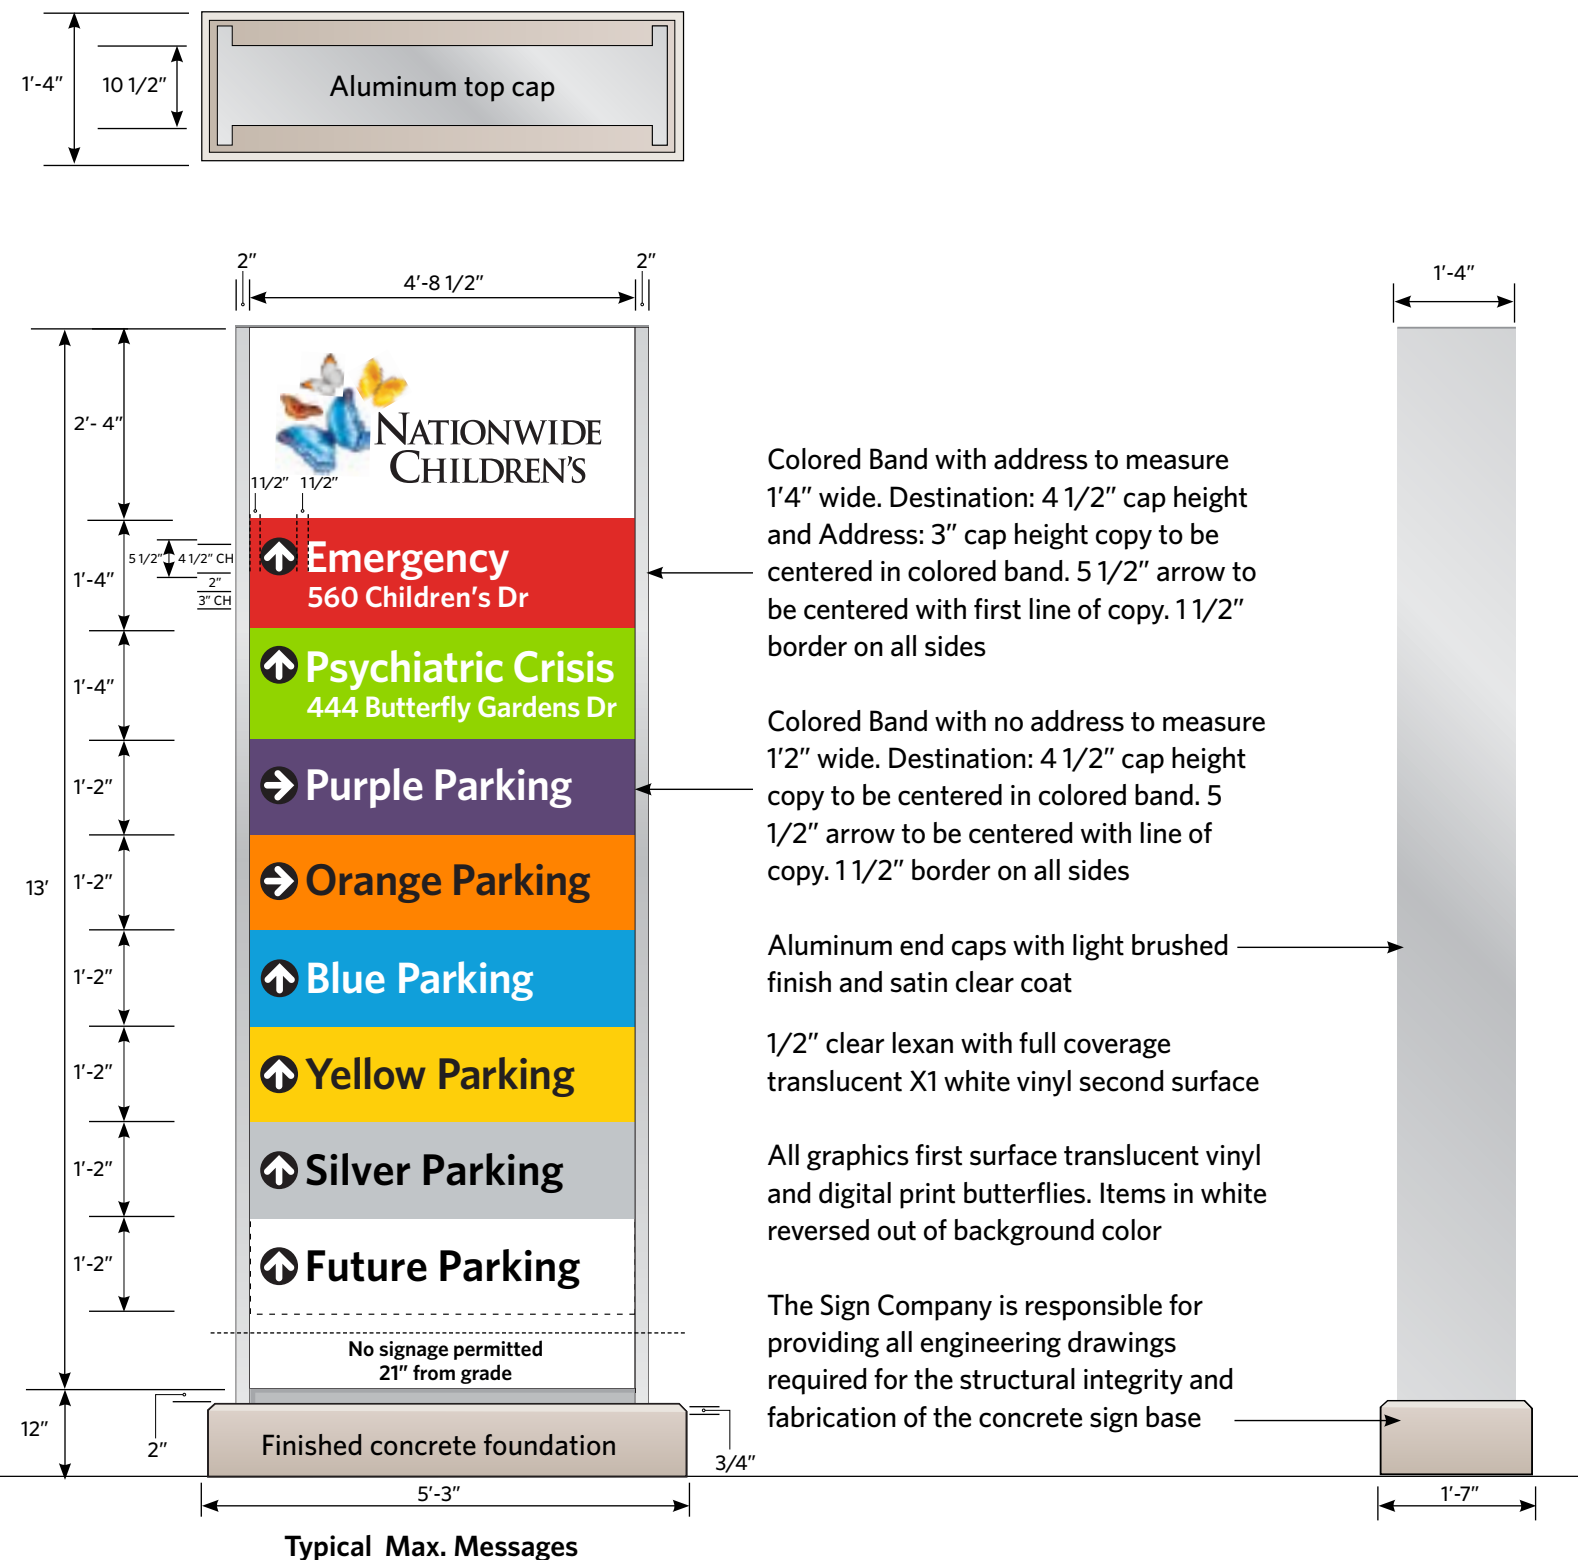 1'-4"
10 1/2"
Aluminum top cap
2"
4'-8 1/2"
2"
1'-4"
13'
2'- 4"
NATIONWIDE
CHILDREN'S
1 1/2"
1 1/2"
1'-4"
5 1/2"
4 1/2" CH
2"
3" CH
Emergency
560 Children's Dr
1'-4"
Psychiatric Crisis
444 Butterfly Gardens Dr
1'-2"
Purple Parking
1'-2"
Orange Parking
1'-2"
Blue Parking
1'-2"
Yellow Parking
1'-2"
Silver Parking
1'-2"
Future Parking
No signage permitted
21" from grade
12"
2"
Finished concrete foundation
3/4"
5'-3"
Typical Max. Messages
Colored Band with address to measure
1'4" wide. Destination: 4 1/2" cap height
and Address: 3" cap height copy to be
centered in colored band. 5 1/2" arrow to
be centered with first line of copy. 1 1/2"
border on all sides
Colored Band with no address to measure
1'2" wide. Destination: 4 1/2" cap height
copy to be centered in colored band. 5
1/2" arrow to be centered with line of
copy. 1 1/2" border on all sides
Aluminum end caps with light brushed
finish and satin clear coat
1/2" clear lexan with full coverage
translucent X1 white vinyl second surface
All graphics first surface translucent vinyl
and digital print butterflies. Items in white
reversed out of background color
The Sign Company is responsible for
providing all engineering drawings
required for the structural integrity and
fabrication of the concrete sign base
1'-7"